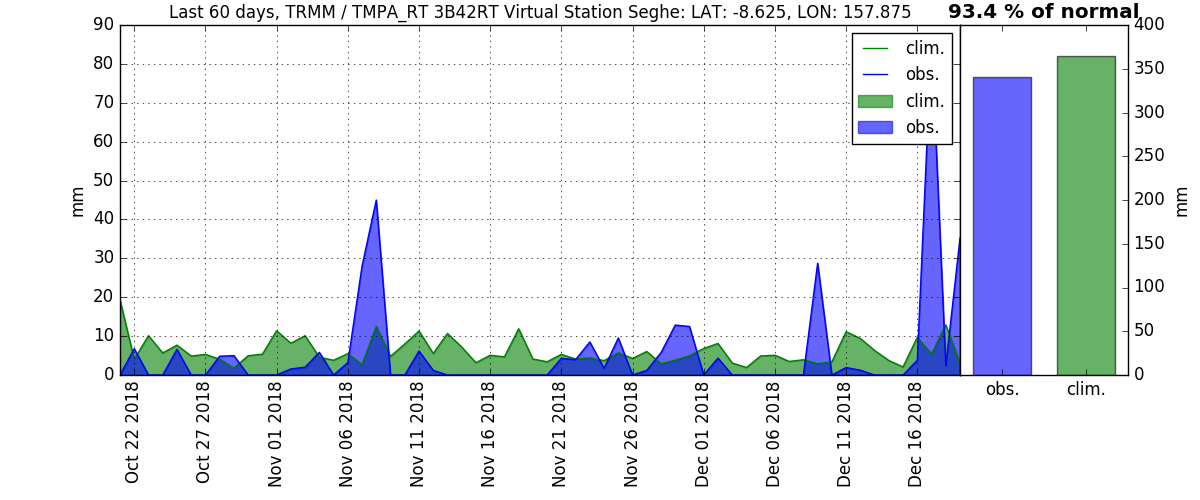 Last 60 days, TRMM / TMPA_RT 3B42RT Virtual Station Seghe: LAT: -8.625, LON: 157.875
93.4 % of normal
90
80
70
60
50
40
30
20
10
0
mm
clim.
obs.
clim.
obs.
Oct 22 2018
Oct 27 2018
Nov 01 2018
Nov 06 2018
Nov 11 2018
Nov 16 2018
Nov 21 2018
Nov 26 2018
Dec 01 2018
Dec 06 2018
Dec 11 2018
Dec 16 2018
400
350
300
250
200
150
100
50
0
mm
obs.
clim.